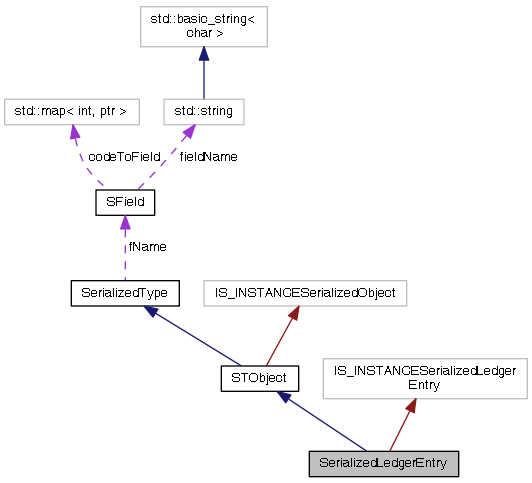 std::basic_string<
char >
std::map< int, ptr >
std::string
codeToField
fieldName
SField
fName
SerializedType
IS_INSTANCESerializedObject
STObject
IS_INSTANCESerializedLedger
Entry
SerializedLedgerEntry